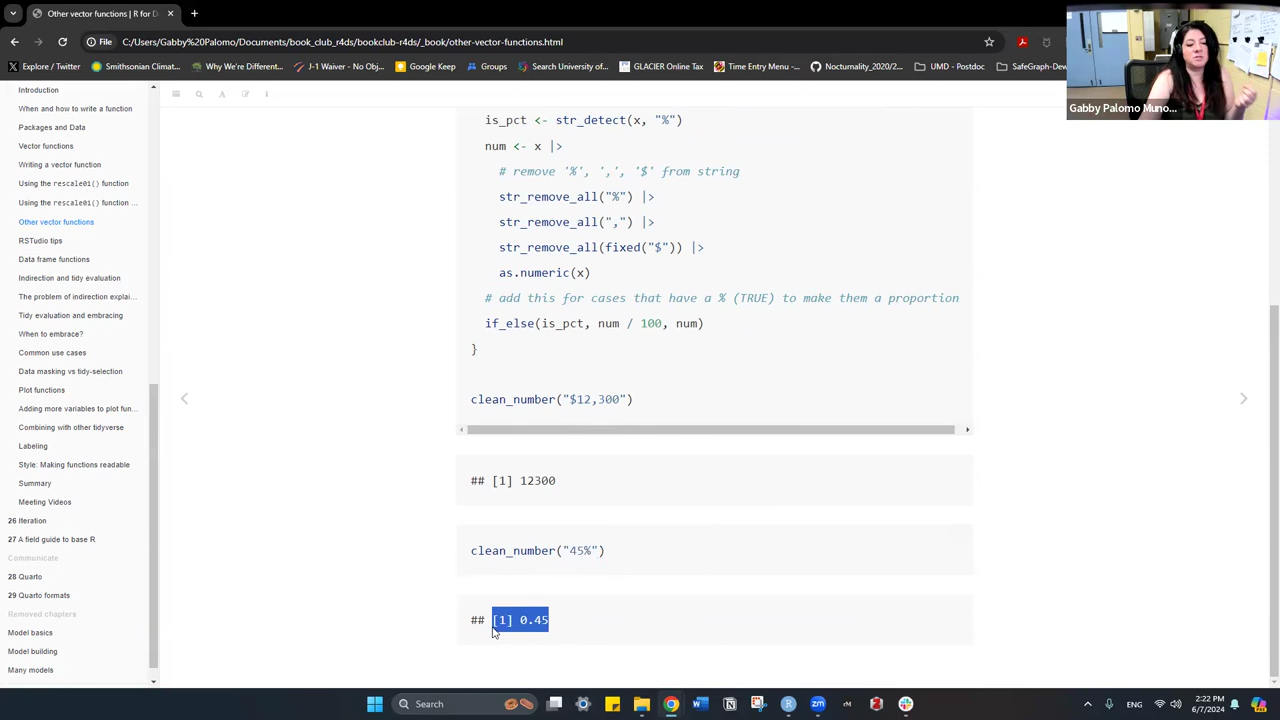 Other vector functions | R for D
File
C:/Users/Gabby%20Palomo/Documents/book_club_r4ds/bookclub-r4ds/_book/other-vector-functions.html
Explore / Twitter
Smithsonian Climat...
Why We're Different...
J-1 Waiver - No Obj...
Google Keep
GLACIER Ontario Pac...
Time Off Menu -...
Nocturnality_2020/2...
UMD - Postdoc
SafeGraph-Dew
Gabby Palomo Muno...
Introduction
When and how to write a function
Packages and Data
Vector functions
Writing a vector function
Using the rescale01() function
Using the rescale01() function ...
Other vector functions
RSTudio tips
Data frame functions
Indirection and tidy evaluation
The problem of indirection explai...
Tidy evaluation and embracing
When to embrace?
Common use cases
Data masking vs tidy-selection
Plot functions
Adding more variables to plot fun...
Combining with other tidyverse
Labeling
Style: Making functions readable
Summary
Meeting Videos
26 Iteration
27 A field guide to base R
Communicate
28 Quarto
29 Quarto formats
Removed chapters
Model basics
Model building
Many models
is_pct <- str_detect(x, "%")
num <- x |>
# remove '%', ',', '$' from string
str_remove_all("%") |>
str_remove_all(",") |>
str_remove_all(fixed("$")) |>
as.numeric(x)
# add this for cases that have a % (TRUE) to make them a proportion
if_else(is_pct, num / 100, num)
}
clean_number("$12,300")
## [1] 12300
clean_number("45%")
## [1] 0.45
Search
2:22 PM
6/7/2024